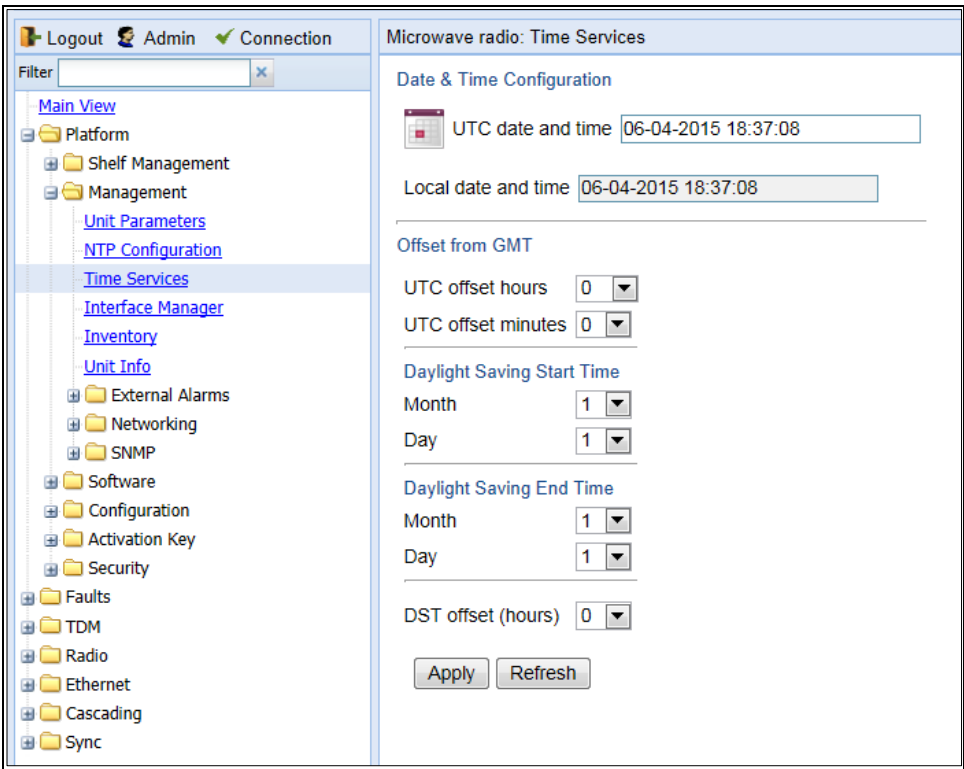 Logout Admin Connection
Filter
Main View
Platform
Shelf Management
Management
Unit Parameters
NTP Configuration
Time Services
Interface Manager
Inventory
Unit Info
External Alarms
Networking
SNMP
Software
Configuration
Activation Key
Security
Faults
TDM
Radio
Ethernet
Cascading
Sync
Microwave radio: Time Services
Date & Time Configuration
UTC date and time 06-04-2015 18:37:08
Local date and time 06-04-2015 18:37:08
Offset from GMT
UTC offset hours 0
UTC offset minutes 0
Daylight Saving Start Time
Month 1
Day 1
Daylight Saving End Time
Month 1
Day 1
DST offset (hours) 0
Apply Refresh